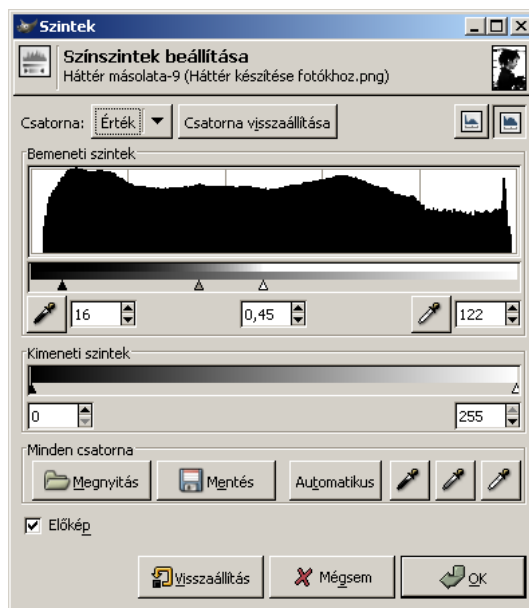 Szintek
Színszintek beállítása
Háttér másolata-9 (Háttér készítése fotókhoz.png)
Csatorna: Érték Csatorna visszaállítása
Bemeneti szintek
16 0,45 122
Kimeneti szintek
0 255
Minden csatorna
Megnyitás Mentés Automatikus
Előkép
Visszaállítás Mégsem OK